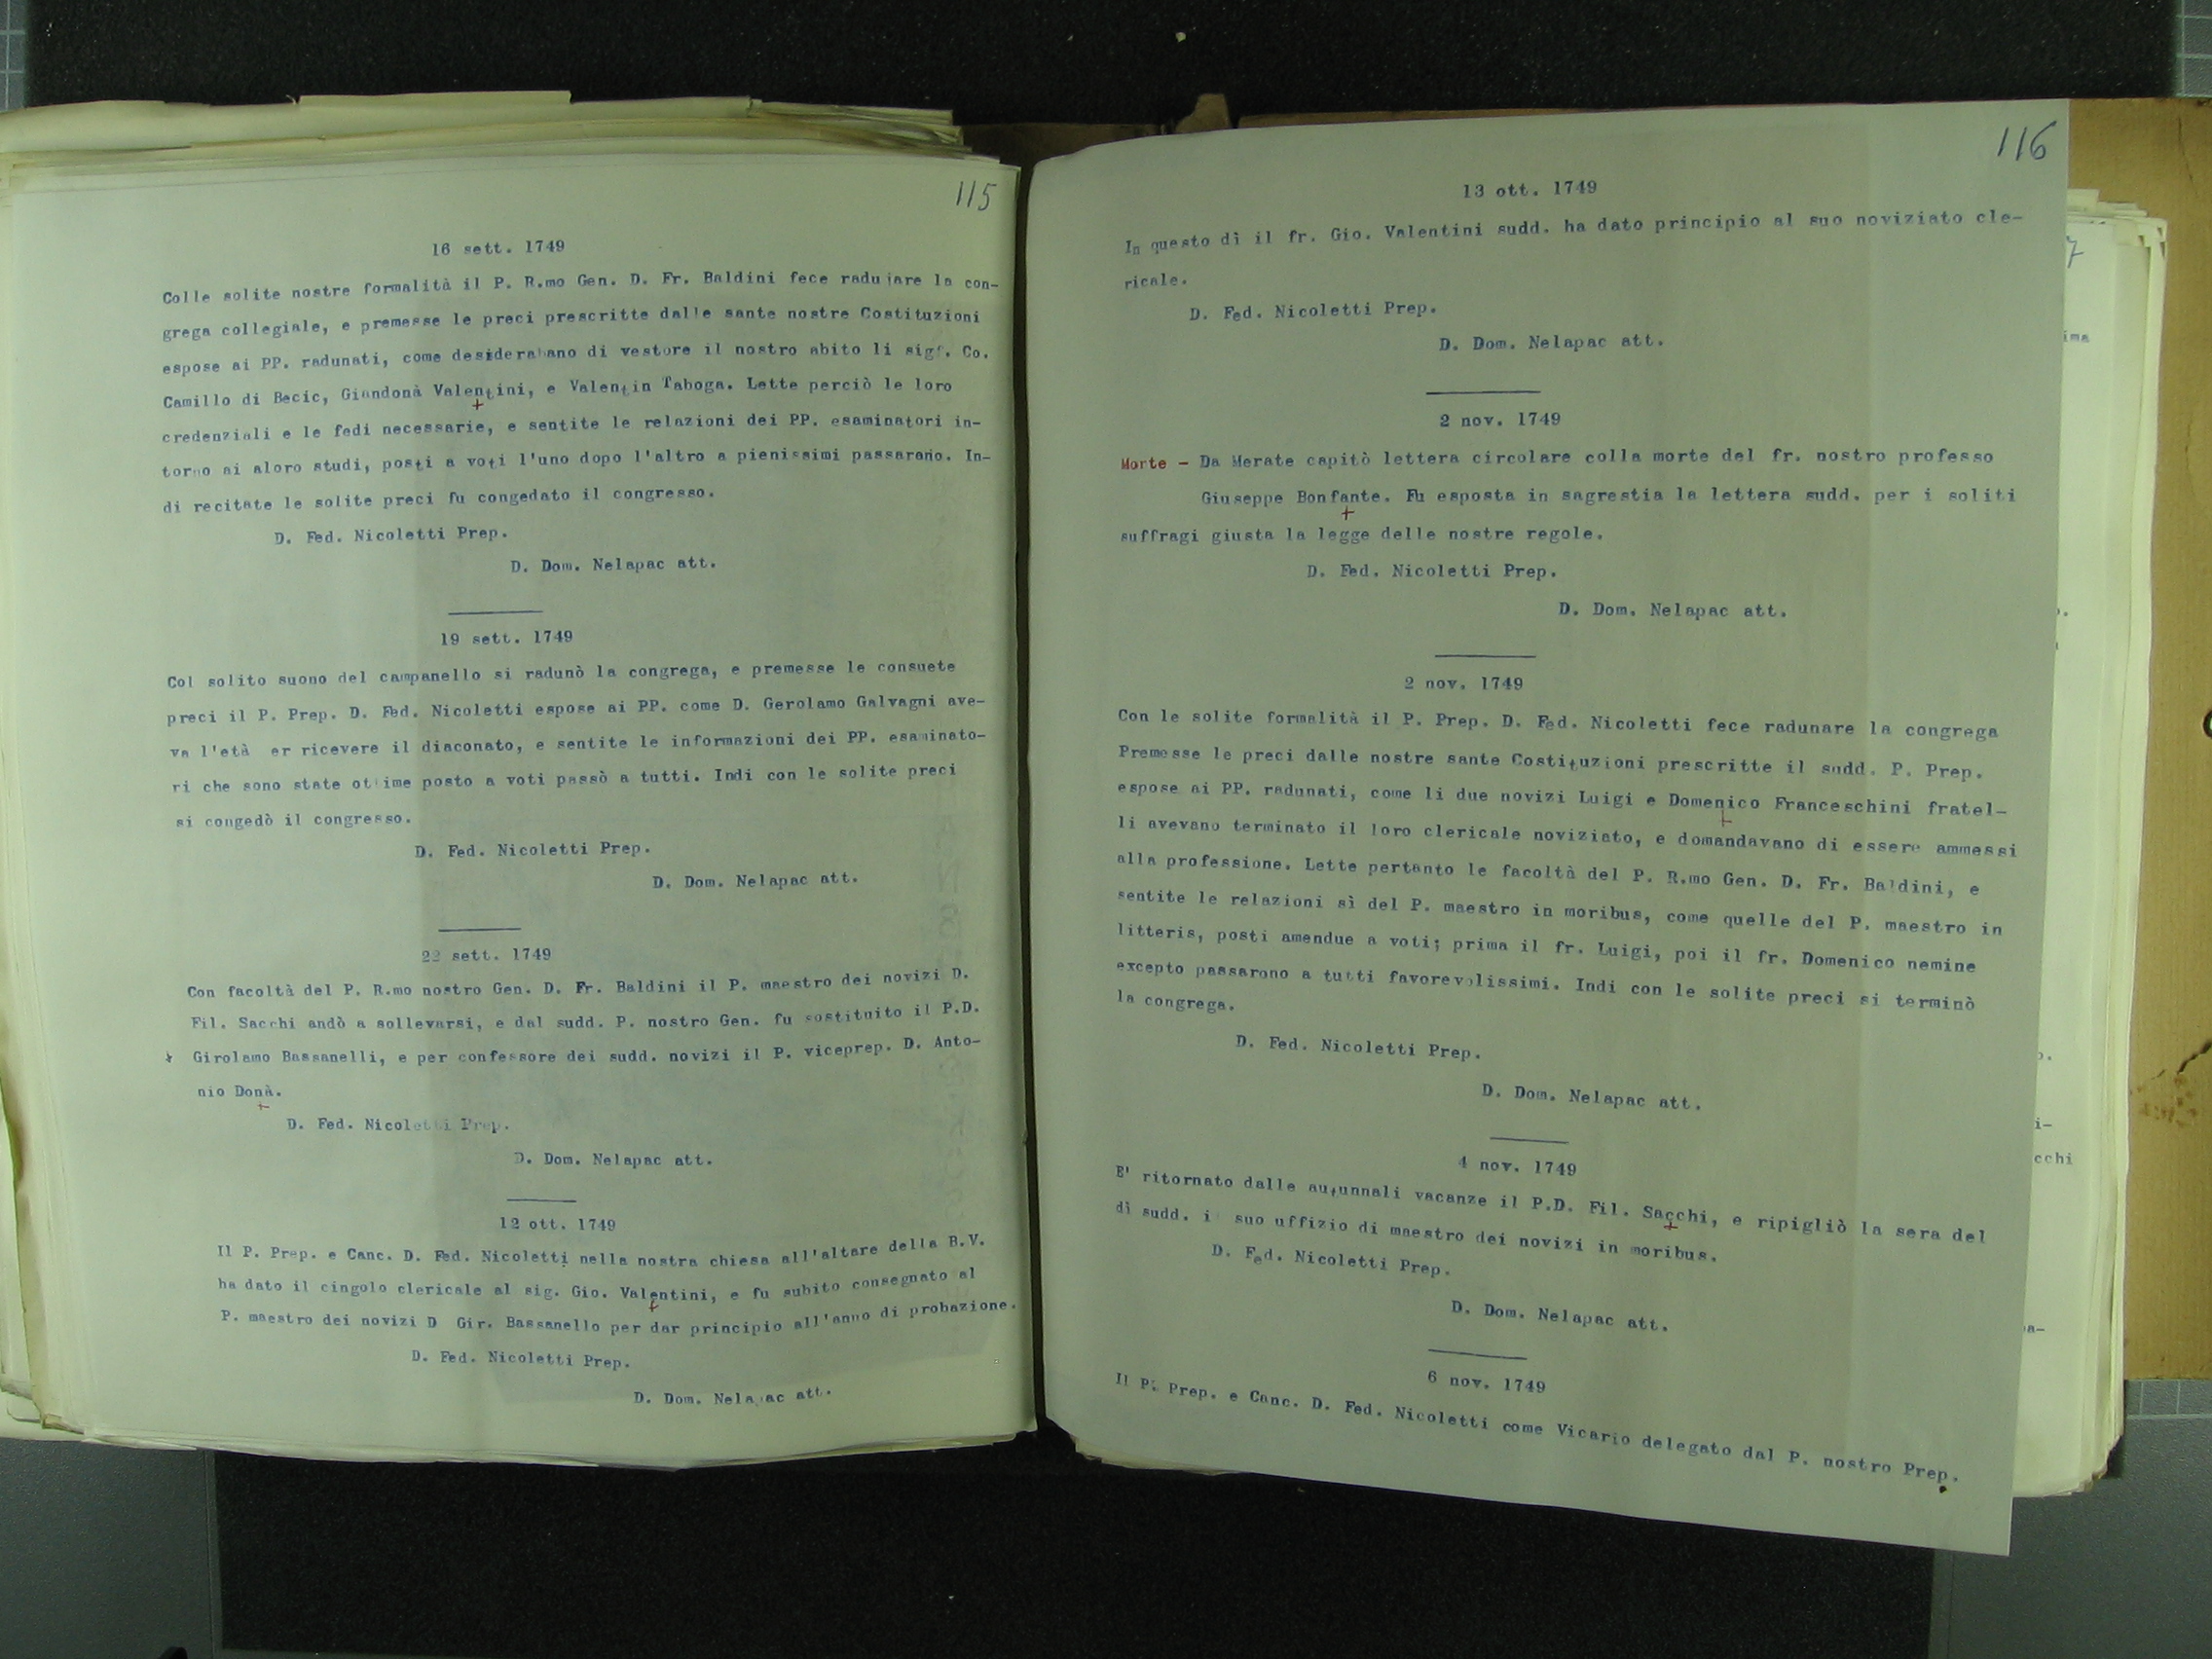 115
16 sett. 1749
Colle solite nostre formalità il P. R.mo Gen. D. Fr. Baldini fece radujare la con-
grega collegiale, e premesse le preci prescritte dalle sante nostre Costituzioni
espose ai PP. radunati, come desiderabano di vestore il nostro abito li sigf. Co.
Camillo di Becic, Giandonà Valentini, e Valentin Taboga. Lette perciò le loro
credenziali e le fedi necessarie, e sentite le relazioni dei PP. esaminatori in-
torno ai aloro studi, posti a voti l'uno dopo l'altro a pienissimi passarano. In-
di recitate le solite preci fu congedato il congresso.
D. Fed. Nicoletti Prep.
D. Dom. Nelapac att.
19 sett. 1749
Col solito suono del campanello si radunò la congrega, e premesse le consuete
preci il P. Prep. D. Fed. Nicoletti espose ai PP. come D. Gerolamo Galvagni ave-
va l'età er ricevere il diaconato, e sentite le informazioni dei PP. esaminato-
ri che sono state ottime posto a voti passò a tutti. Indi con le solite preci
si congedò il congresso.
D. Fed. Nicoletti Prep.
D. Dom. Nelapac att.
22 sett. 1749
Con facoltà del P. R.mo nostro Gen. D. Fr. Baldini il P. maestro dei novizi D.
Fil. Sacchi andò a sollevarsi, e dal sudd. P. nostro Gen. fu sostituito il P.D.
+ Girolamo Bassanelli, e per confessore dei sudd. novizi il P. viceprep. D. Anto-
nio Donà.
D. Fed. Nicoletti Prep.
D. Dom. Nelapac att.
12 ott. 1749
Il P. Prep. e Canc. D. Fed. Nicoletti nella nostra chiesa all'altare della B.V.
ha dato il cingolo clericale al sig. Gio. Valentini, e fu subito consegnato al
P. maestro dei novizi D Gir. Bassanello per dar principio all'anno di probazione.
D. Fed. Nicoletti Prep.
D. Dom. Nelapac att.
116
13 ott. 1749
In questo dì il fr. Gio. Valentini sudd. ha dato principio al suo noviziato cle-
ricale.
D. Fed. Nicoletti Prep.
D. Dom. Nelapac att.
2 nov. 1749
Morte - Da Merate capitò lettera circolare colla morte del fr. nostro professo
Giuseppe Bonfante. Fu esposta in sagrestia la lettera sudd. per i soliti
suffragi giusta la legge delle nostre regole.
D. Fed. Nicoletti Prep.
D. Dom. Nelapac att.
2 nov. 1749
Con le solite formalità il P. Prep. D. Fed. Nicoletti fece radunare la congrega
Premesse le preci dalle nostre sante Costituzioni prescritte il sudd. P. Prep.
espose ai PP. radunati, come li due novizi Luigi e Domenico Franceschini fratel-
li avevano terminato il loro clericale noviziato, e domandavano di essere ammessi
alla professione. Lette pertanto le facoltà del P. R.mo Gen. D. Fr. Baldini, e
sentite le relazioni sì del P. maestro in moribus, come quelle del P. maestro in
litteris, posti amendue a voti; prima il fr. Luigi, poi il fr. Domenico nemine
excepto passarono a tutti favorevolissimi. Indi con le solite preci si terminò
la congrega.
D. Fed. Nicoletti Prep.
D. Dom. Nelapac att.
4 nov. 1749
E' ritornato dalle autunnali vacanze il P.D. Fil. Sacchi, e ripigliò la sera del
dì sudd. il suo uffizio di maestro dei novizi in moribus.
D. Fed. Nicoletti Prep.
D. Dom. Nelapac att.
6 nov. 1749
Il P. Prep. e Canc. D. Fed. Nicoletti come Vicario delegato dal P. nostro Prep.